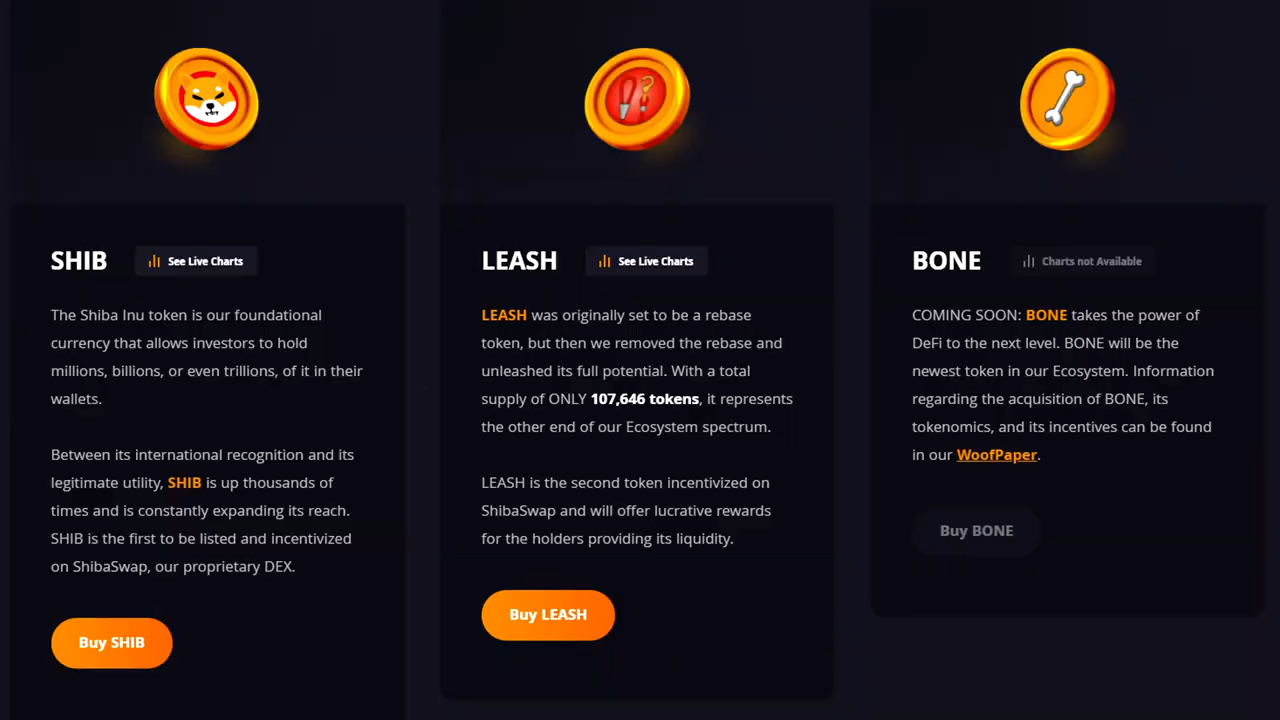 SHIB
See Live Charts
The Shiba Inu token is our foundational
currency that allows investors to hold
millions, billions, or even trillions, of it in their
wallets.
Between its international recognition and its
legitimate utility, SHIB is up thousands of
times and is constantly expanding its reach.
SHIB is the first to be listed and incentivized
on ShibaSwap, our proprietary DEX.
Buy SHIB
LEASH
See Live Charts
LEASH was originally set to be a rebase
token, but then we removed the rebase and
unleashed its full potential. With a total
supply of ONLY 107,646 tokens, it represents
the other end of our Ecosystem spectrum.
LEASH is the second token incentivized on
ShibaSwap and will offer lucrative rewards
for the holders providing its liquidity.
Buy LEASH
BONE
Charts not Available
COMING SOON: BONE takes the power of
DeFi to the next level. BONE will be the
newest token in our Ecosystem. Information
regarding the acquisition of BONE, its
tokenomics, and its incentives can be found
in our WoofPaper.
Buy BONE